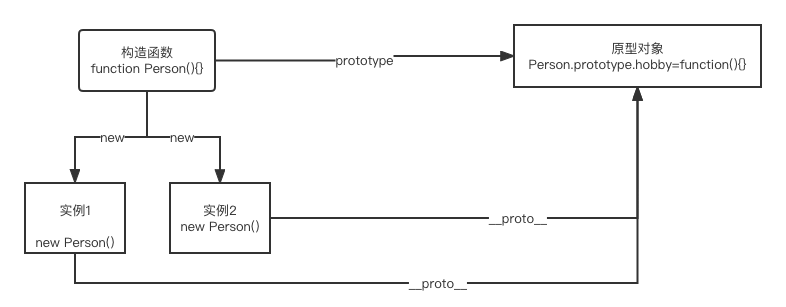 构造函数
function Person(){}
prototype
原型对象
Person.prototype.hobby=function(){}
new
new
实例1
new Person()
实例2
new Person()
__proto__
__proto__